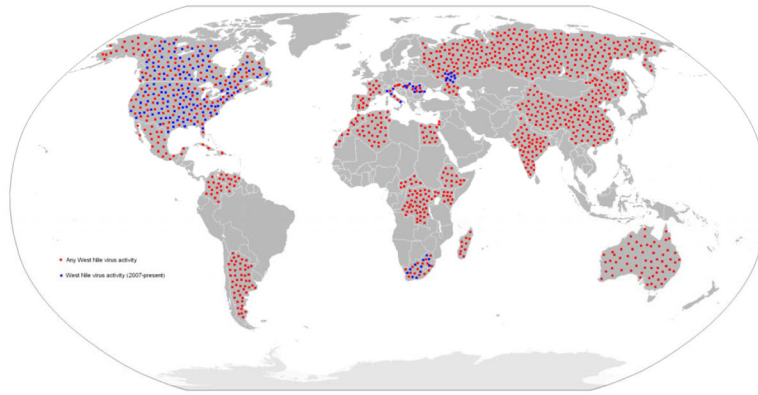 Any West Nile virus activity
West Nile virus activity (2007-present)